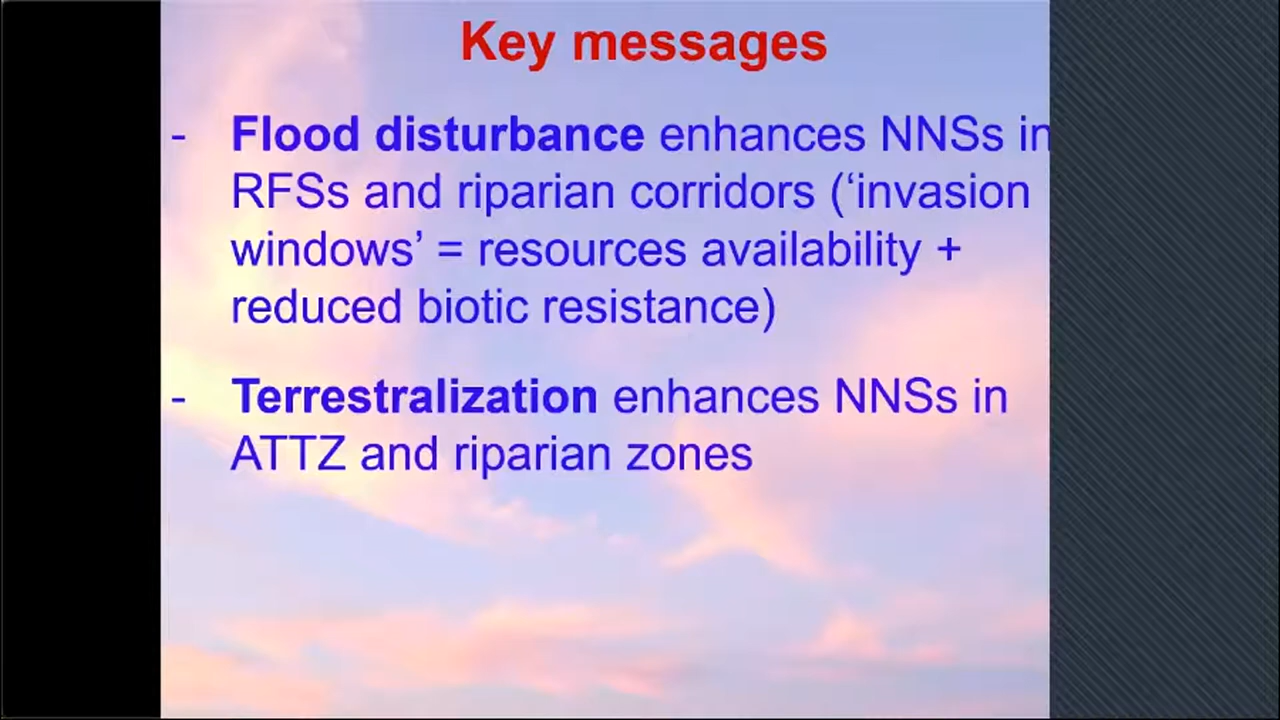 Key messages
- Flood disturbance enhances NNSs in
RFSs and riparian corridors (‘invasion
windows’ = resources availability +
reduced biotic resistance)
- Terrestralization enhances NNSs in
ATTZ and riparian zones